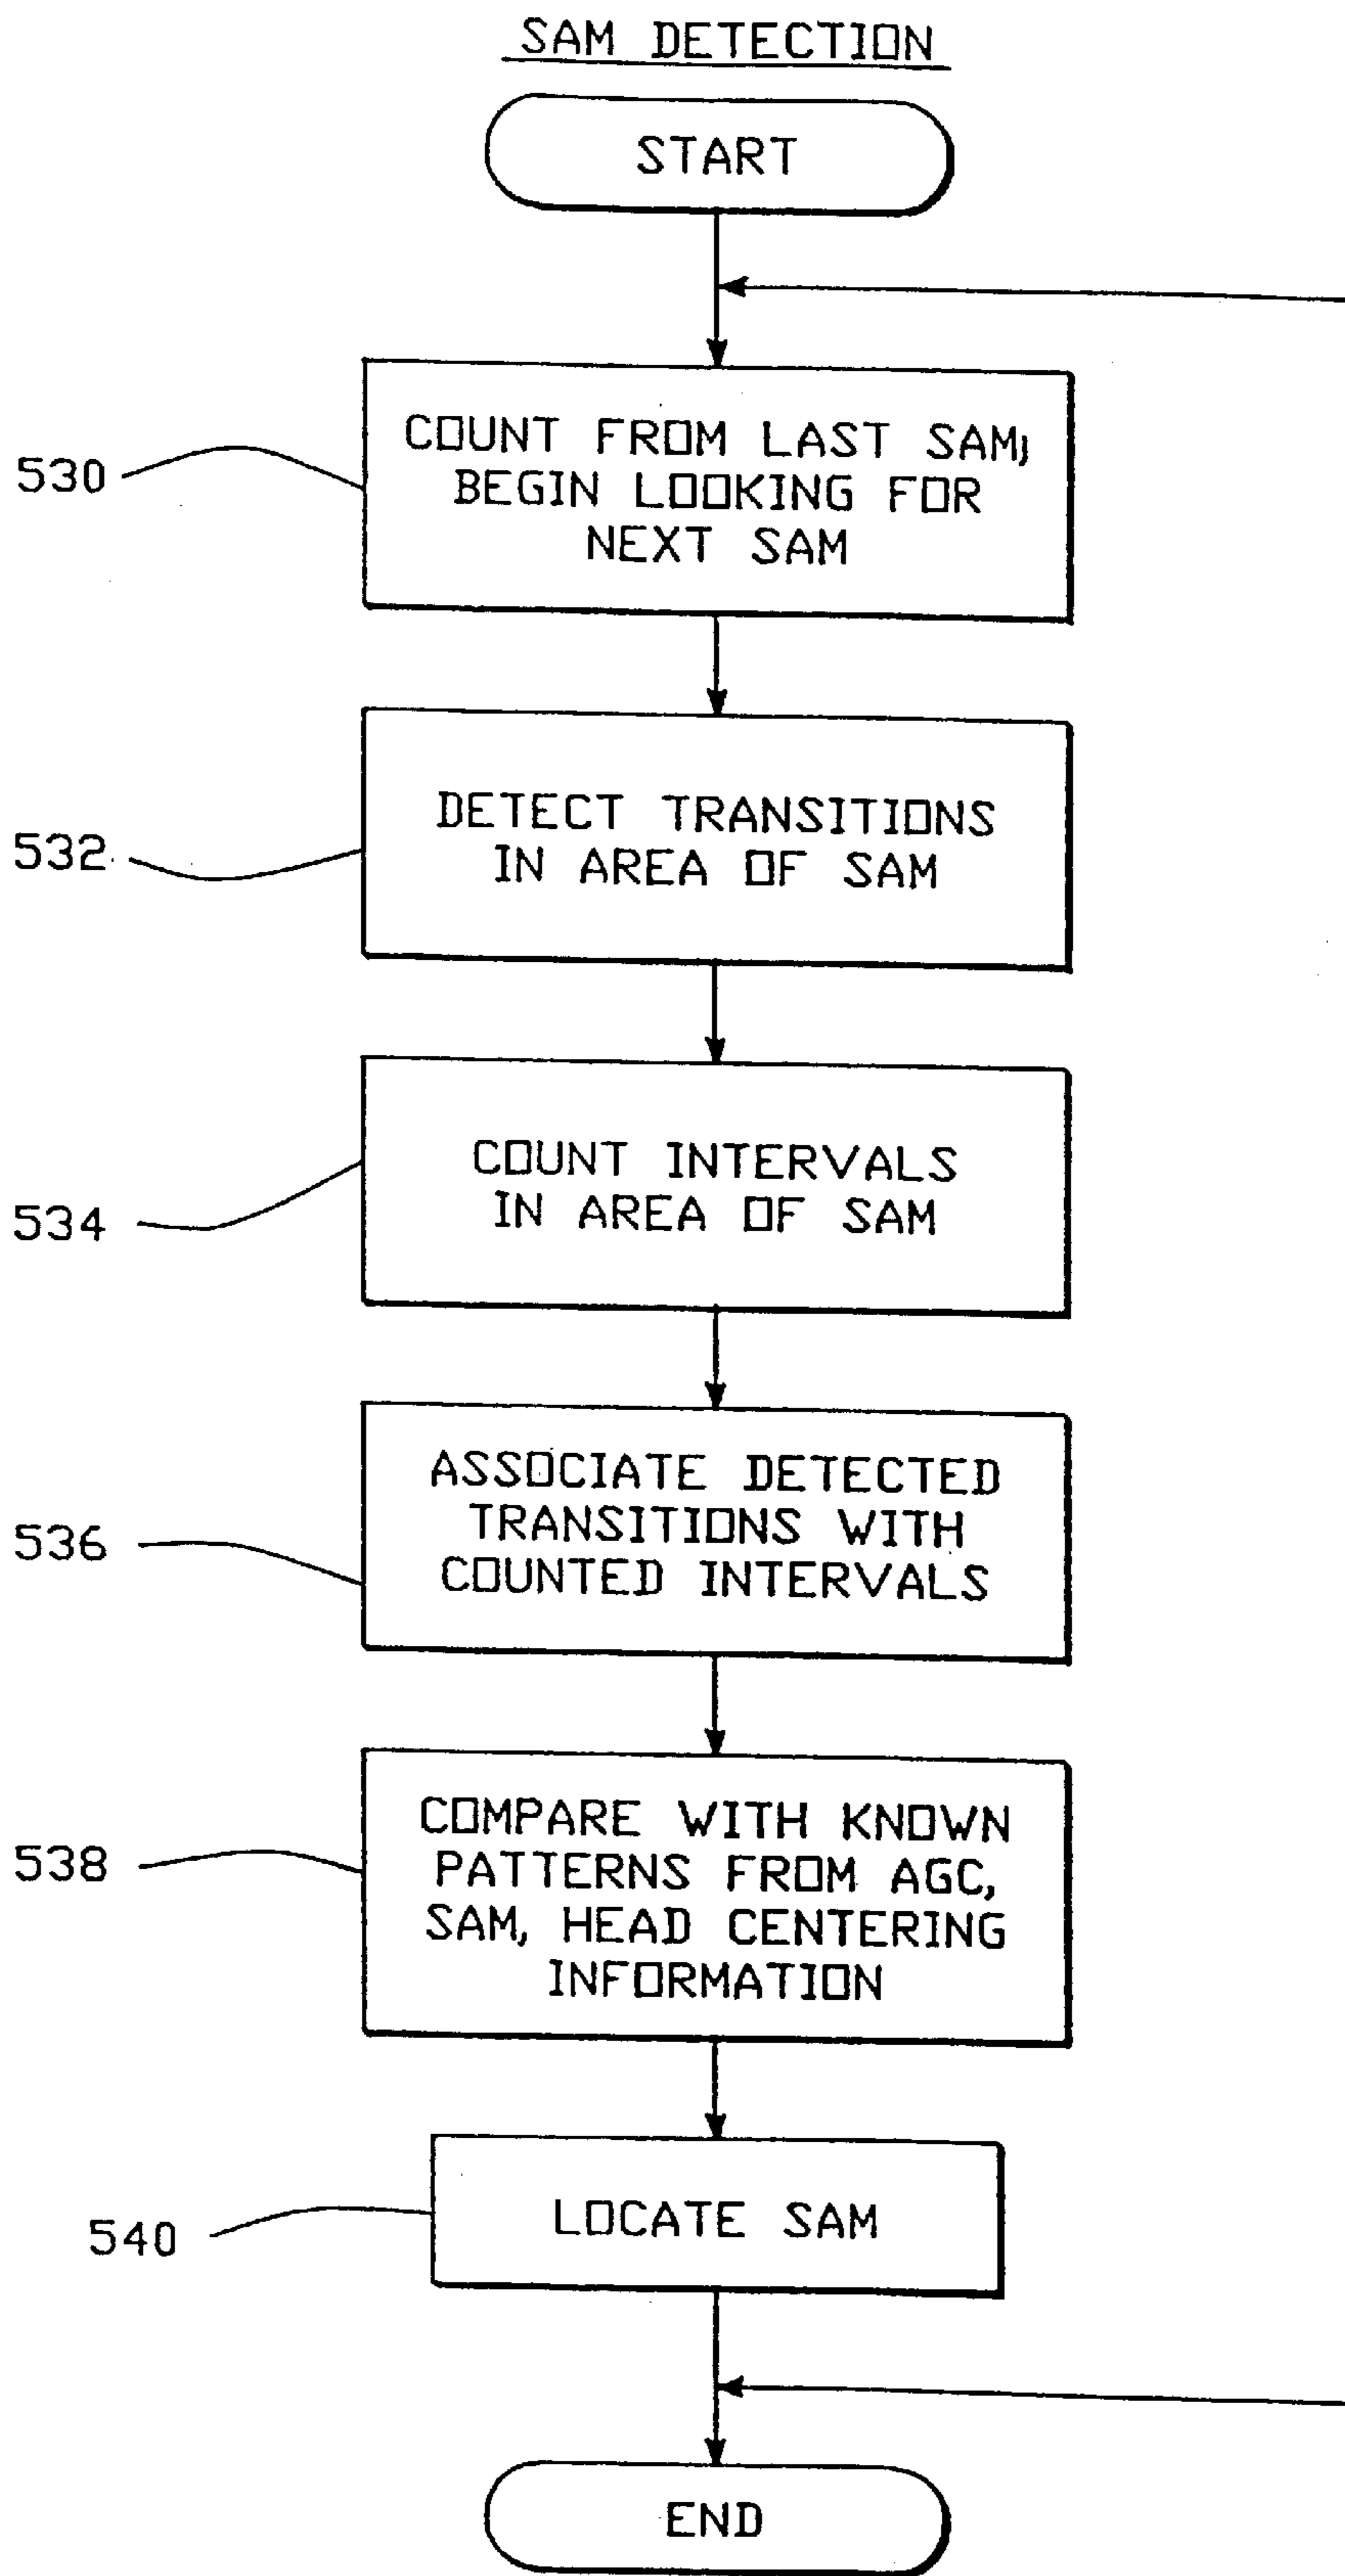 SAM DETECTION
START
COUNT FROM LAST SAM;
BEGIN LOOKING FOR
NEXT SAM
530
DETECT TRANSITIONS
IN AREA OF SAM
532
COUNT INTERVALS
IN AREA OF SAM
534
ASSOCIATE DETECTED
TRANSITIONS WITH
COUNTED INTERVALS
536
COMPARE WITH KNOWN
PATTERNS FROM AGC,
SAM, HEAD CENTERING
INFORMATION
538
LOCATE SAM
540
END